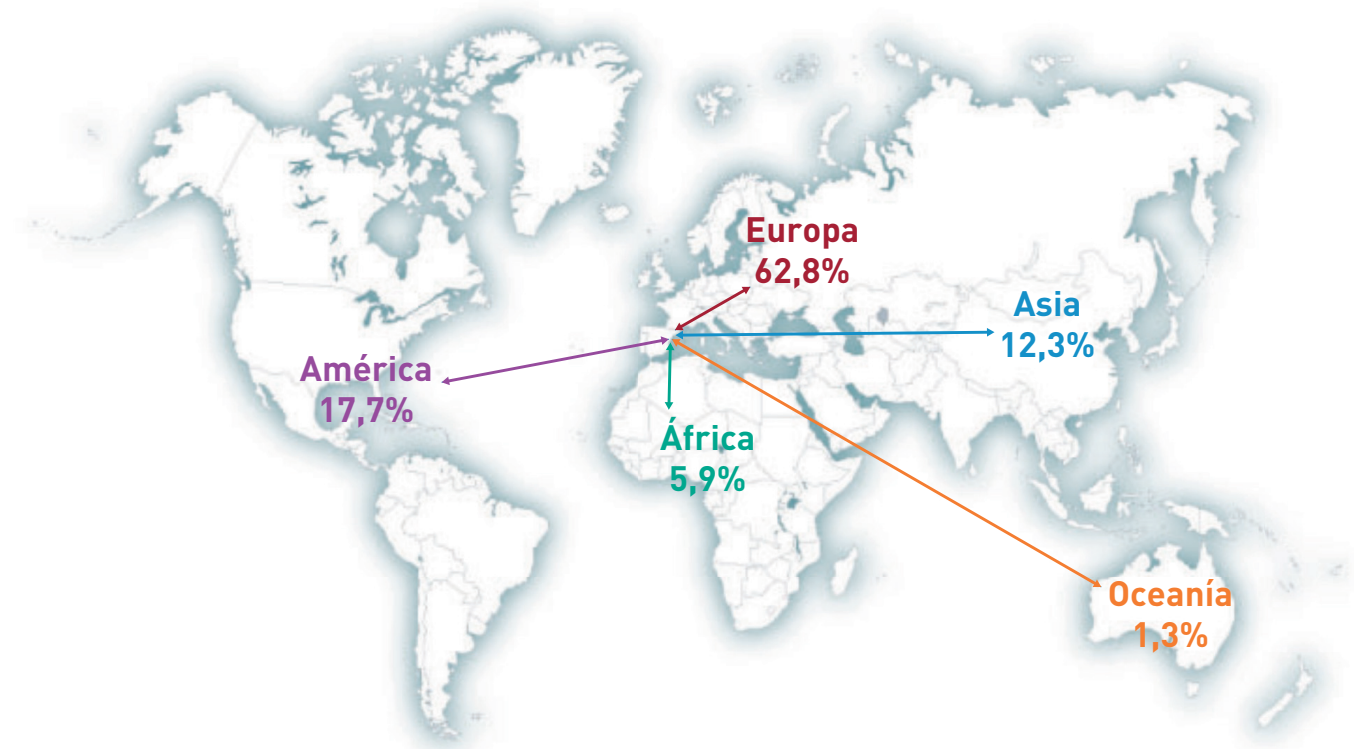 Europa
62,8%
Asia
12,3%
América
17,7%
África
5,9%
Oceanía
1,3%